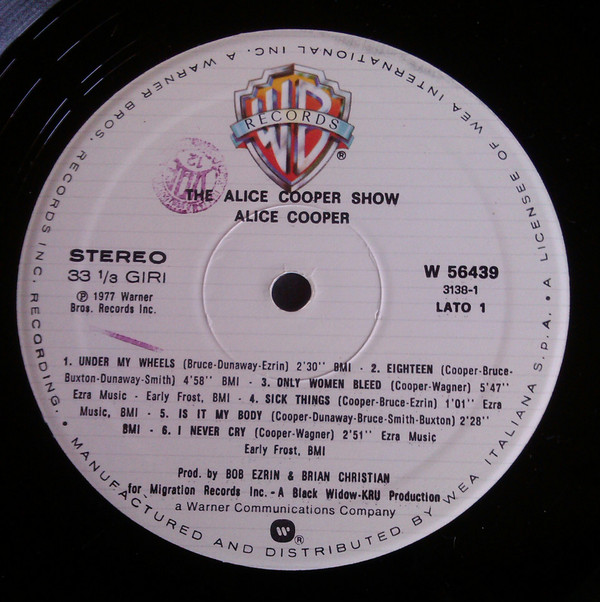 WB
RECORDS
®
THE ALICE COOPER SHOW
ALICE COOPER
STEREO
33 1/3 GIRI
℗ 1977 Warner
Bros. Records Inc.
W 56439
3138-1
LATO 1
1. UNDER MY WHEELS (Bruce-Dunaway-Ezrin) 2'30'' BMI - 2. EIGHTEEN (Cooper-Bruce-
Buxton-Dunaway-Smith) 4'58'' BMI - 3. ONLY WOMEN BLEED (Cooper-Wagner) 5'47''
Ezra Music - Early Frost, BMI - 4. SICK THINGS (Cooper-Bruce-Ezrin) 1'01'' Ezra
Music, BMI - 5. IS IT MY BODY (Cooper-Dunaway-Bruce-Smith-Buxton) 2'28''
BMI - 6. I NEVER CRY (Cooper-Wagner) 2'51'' Ezra Music
Early Frost, BMI
Prod. by BOB EZRIN & BRIAN CHRISTIAN
for Migration Records Inc.-A Black Widow-KRU Production
a Warner Communications Company
®
• MANUFACTURED AND DISTRIBUTED BY WEA ITALIANA S.p.A. • A LICENSEE OF WEA INTERNATIONAL INC. A WARNER BROS. RECORDS INC. RECORDING.